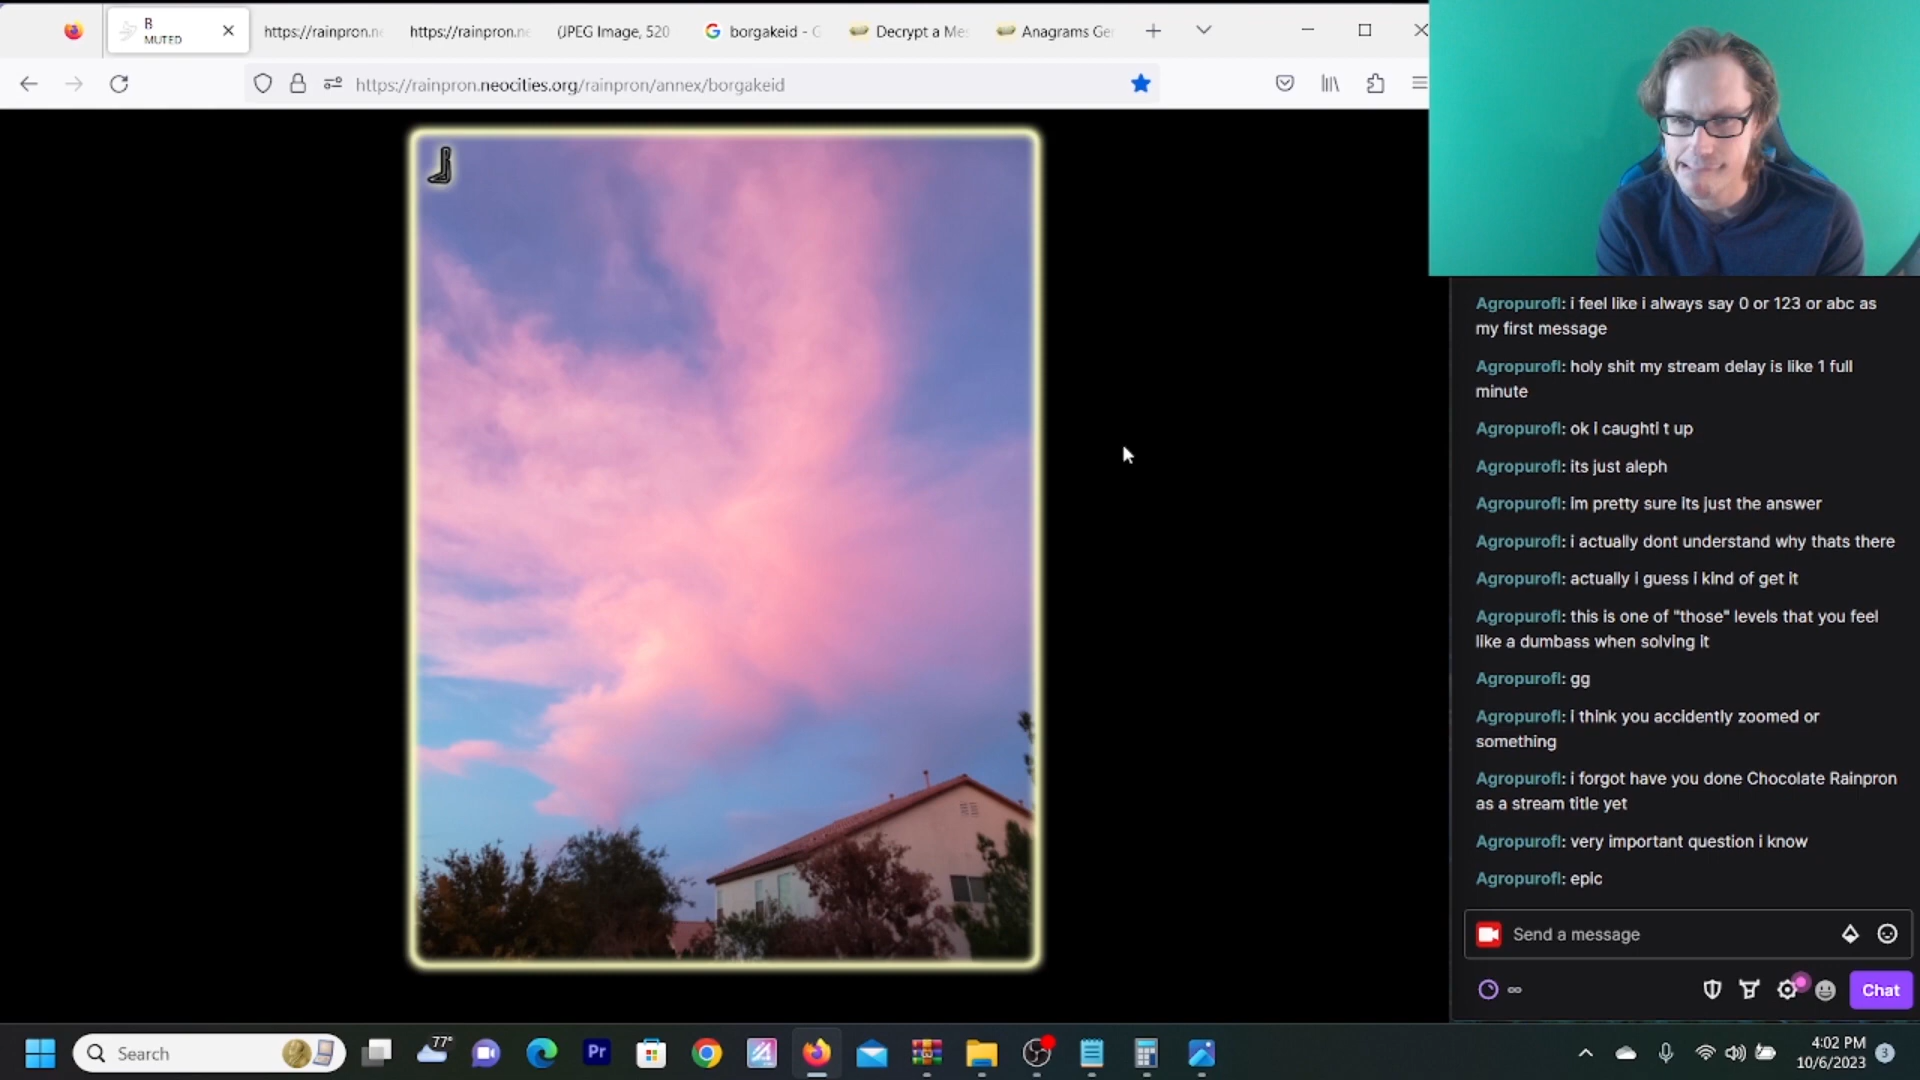 B
MUTED
https://rainpron.ne
https://rainpron.ne
(JPEG Image, 520
borgakeid - G
Decrypt a Mes
Anagrams Ge
https://rainpron.neocities.org/rainpron/annex/borgakeid
Agropurofl: i feel like i always say 0 or 123 or abc as
my first message
Agropurofl: holy shit my stream delay is like 1 full
minute
Agropurofl: ok i caughti t up
Agropurofl: its just aleph
Agropurofl: im pretty sure its just the answer
Agropurofl: i actually dont understand why thats there
Agropurofl: actually i guess i kind of get it
Agropurofl: this is one of "those" levels that you feel
like a dumbass when solving it
Agropurofl: gg
Agropurofl: i think you accidently zoomed or
something
Agropurofl: i forgot have you done Chocolate Rainpron
as a stream title yet
Agropurofl: very important question i know
Agropurofl: epic
Send a message
Chat
Search
77°
Pr
4:02 PM
10/6/2023
3